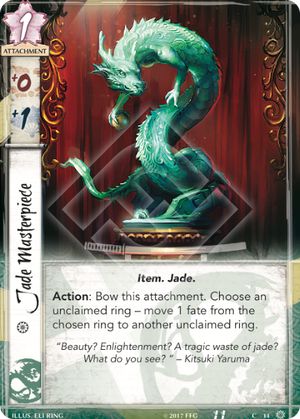 1
ATTACHMENT
+0
+1
Jade Masterpiece
Item. Jade.
Action: Bow this attachment. Choose an
unclaimed ring – move 1 fate from the
chosen ring to another unclaimed ring.
“Beauty? Enlightenment? A tragic waste of jade?
What do you see?” – Kitsuki Yaruma
ILLUS. ELI RING
© 2017 FFG
11
C 14